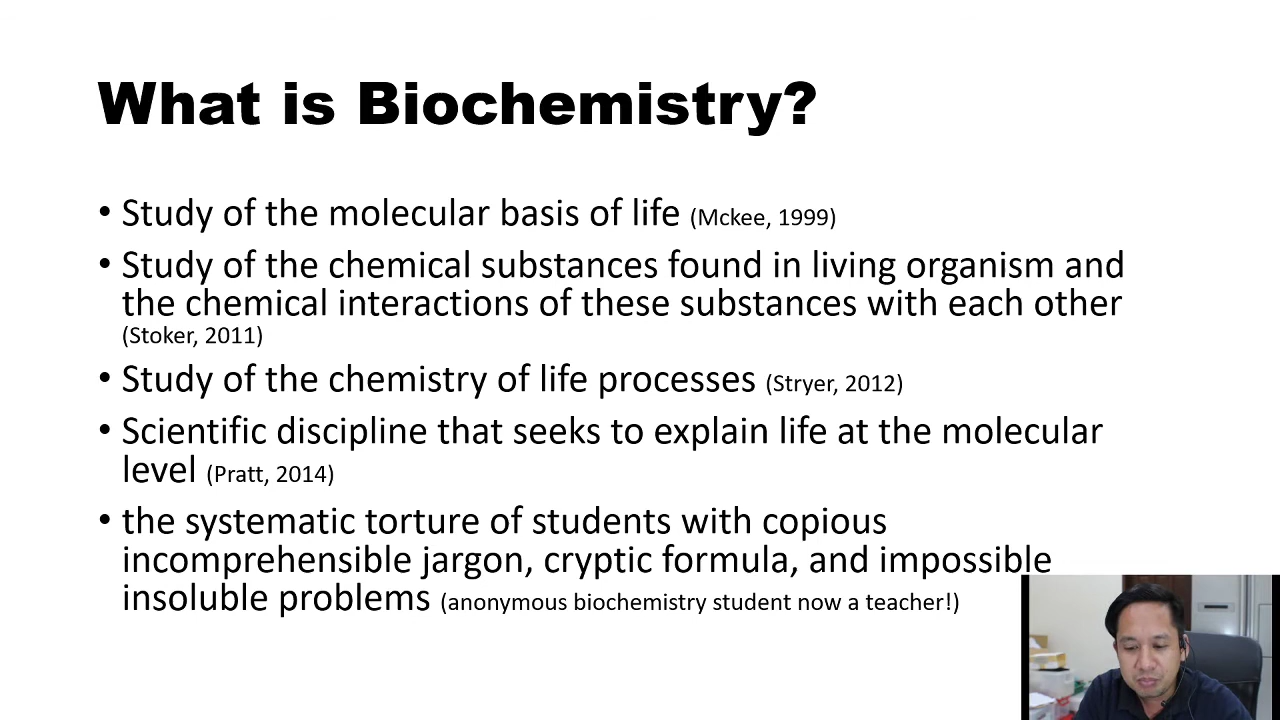 What is Biochemistry?
• Study of the molecular basis of life (Mckee, 1999)
• Study of the chemical substances found in living organism and
the chemical interactions of these substances with each other
(Stoker, 2011)
• Study of the chemistry of life processes (Stryer, 2012)
• Scientific discipline that seeks to explain life at the molecular
level (Pratt, 2014)
• the systematic torture of students with copious
incomprehensible jargon, cryptic formula, and impossible
insoluble problems (anonymous biochemistry student now a teacher!)